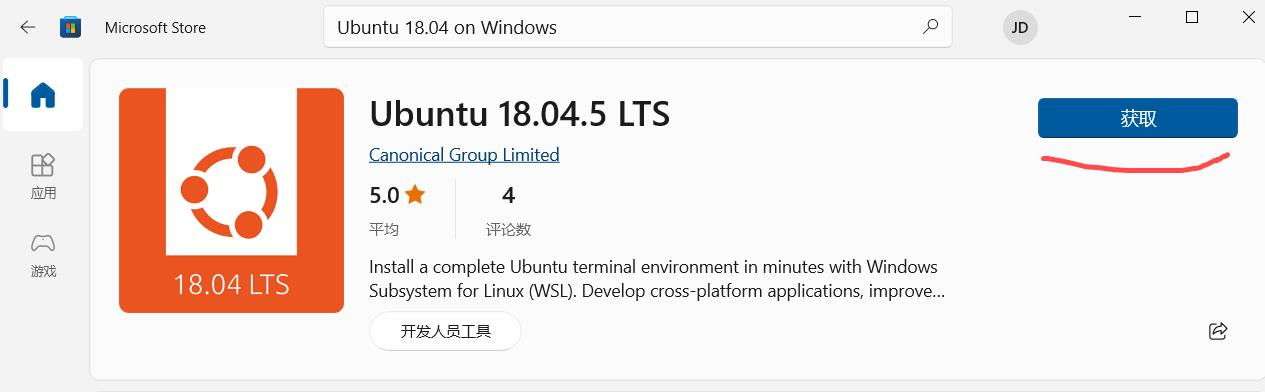 Microsoft Store
Ubuntu 18.04 on Windows
JD
Ubuntu 18.04.5 LTS
获取
Canonical Group Limited
5.0
4
平均
评论数
Install a complete Ubuntu terminal environment in minutes with Windows
Subsystem for Linux (WSL). Develop cross-platform applications, improve...
开发人员工具
18.04 LTS
应用
游戏